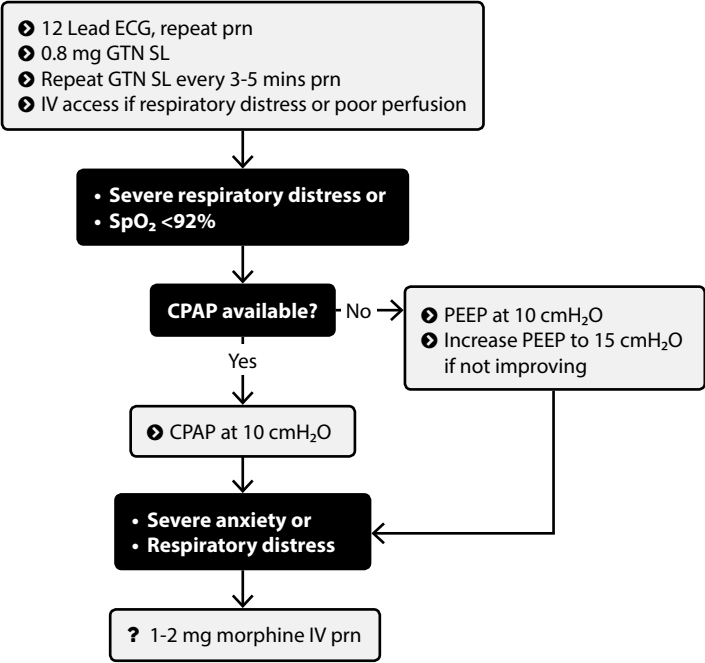 12 Lead ECG, repeat prn
0.8 mg GTN SL
Repeat GTN SL every 3-5 mins prn
IV access if respiratory distress or poor perfusion
• Severe respiratory distress or
• SpO₂ <92%
CPAP available?
No
PEEP at 10 cmH₂O
Increase PEEP to 15 cmH₂O
if not improving
Yes
CPAP at 10 cmH₂O
• Severe anxiety or
• Respiratory distress
? 1-2 mg morphine IV prn